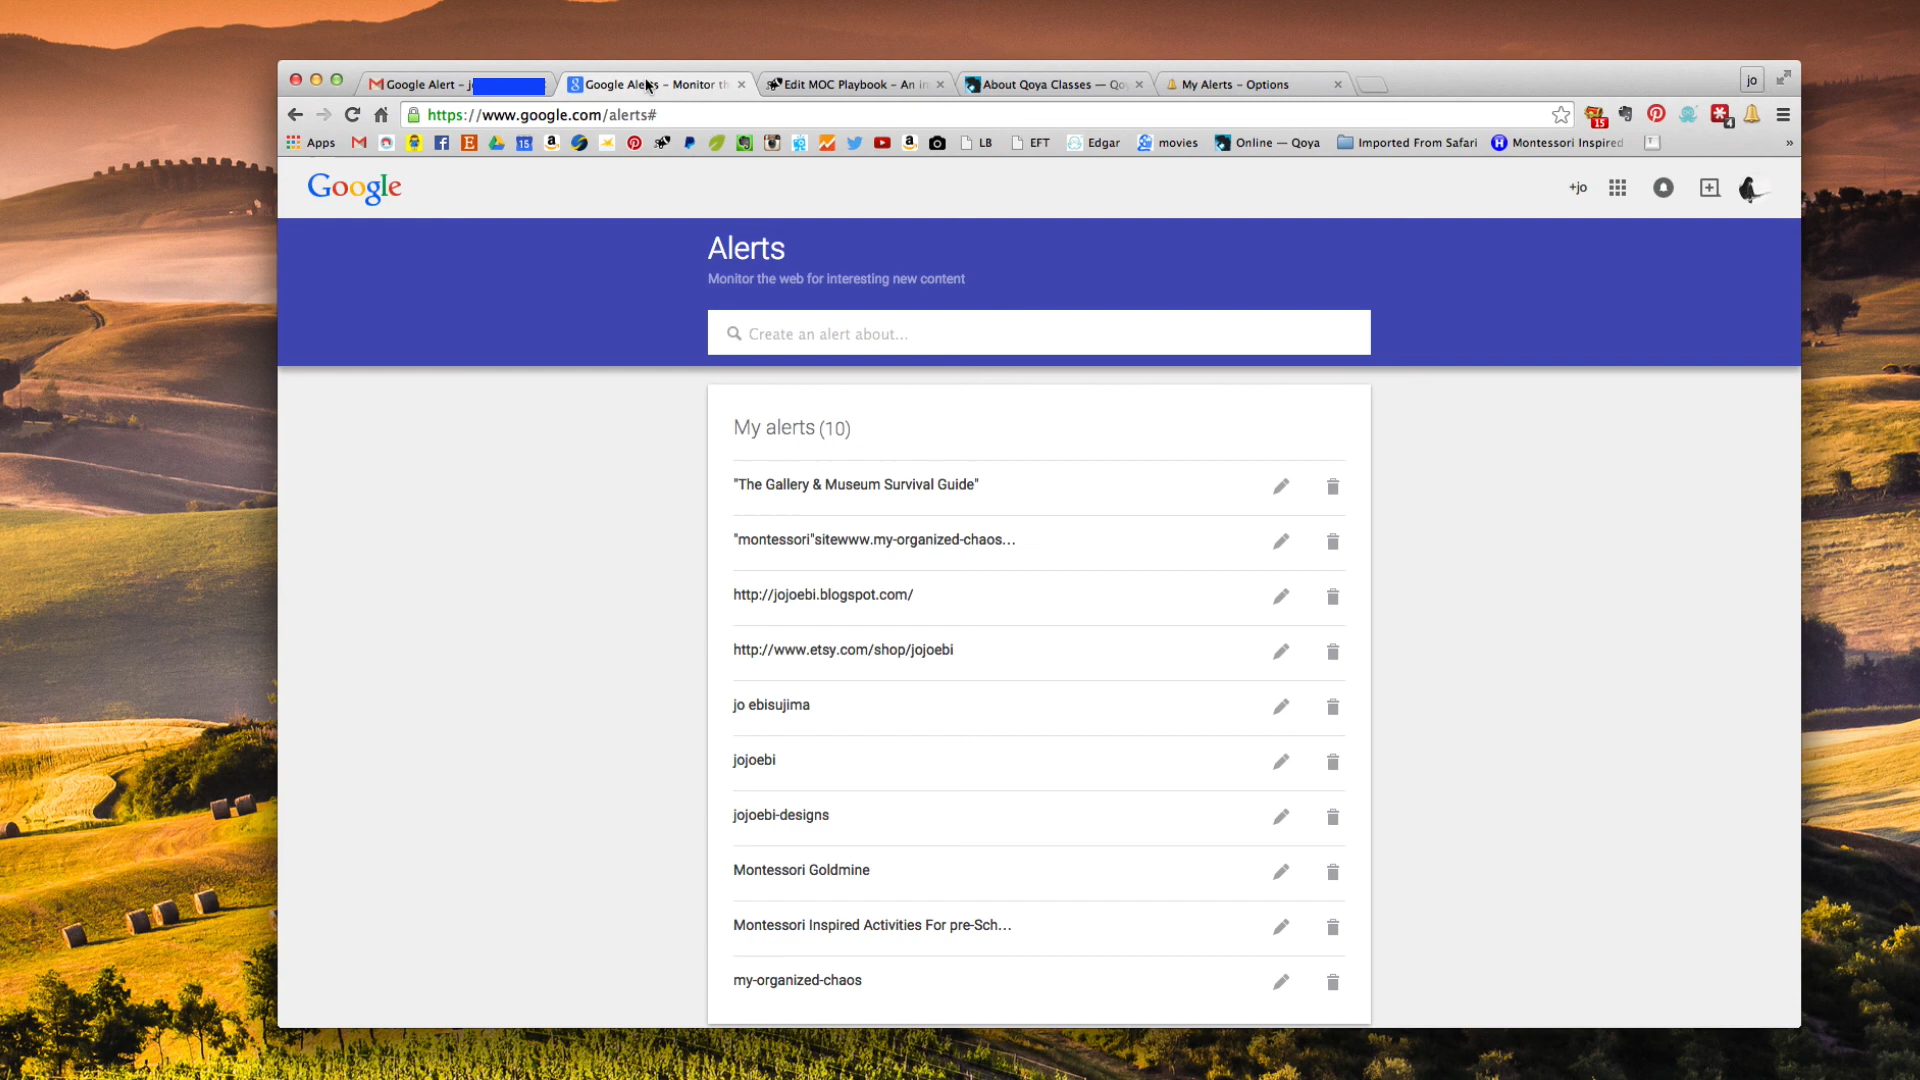 Google Alert – j
Google Alerts – Monitor th
Edit MOC Playbook – An in
About Qoya Classes — Qo
My Alerts – Options
jo
https://www.google.com/alerts#
15
4
Apps
15
LB
EFT
Edgar
movies
Online — Qoya
Imported From Safari
Montessori Inspired
»
Google
+jo
Alerts
Monitor the web for interesting new content
Create an alert about...
My alerts (10)
"The Gallery & Museum Survival Guide"
"montessori"sitewww.my-organized-chaos...
http://jojoebi.blogspot.com/
http://www.etsy.com/shop/jojoebi
jo ebisujima
jojoebi
jojoebi-designs
Montessori Goldmine
Montessori Inspired Activities For pre-Sch...
my-organized-chaos